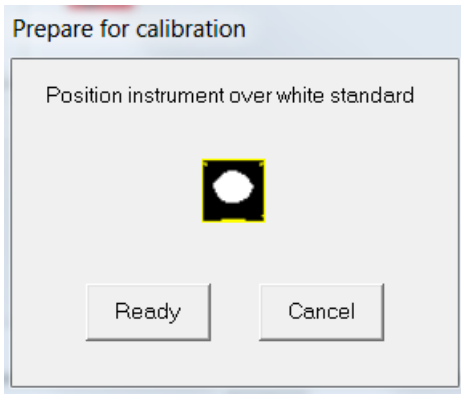 Prepare for calibration
Position instrument over white standard
Ready
Cancel